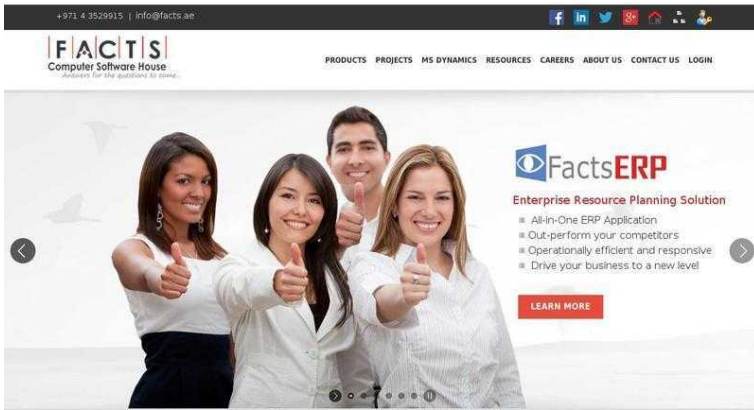 +971 4 3529915 | info@facts.ae
FACTS
Computer Software House
Answers for the questions to come..
PRODUCTS PROJECTS MS DYNAMICS RESOURCES CAREERS ABOUT US CONTACT US LOGIN
FactsERP
Enterprise Resource Planning Solution
All-in-One ERP Application
Out-perform your competitors
Operationally efficient and responsive
Drive your business to a new level
LEARN MORE